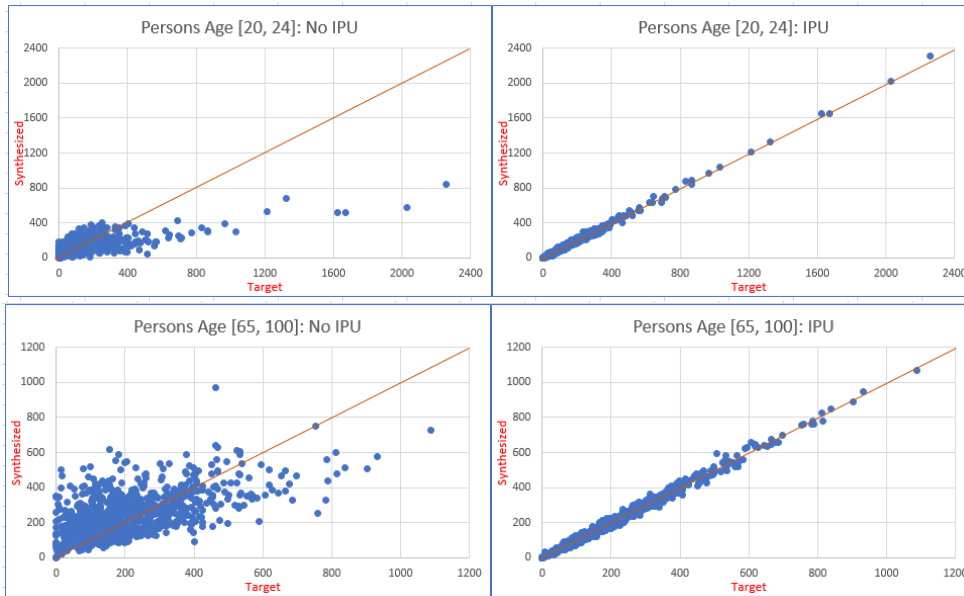 Persons Age [20, 24]: No IPU
2400
2000
1600
1200
800
400
0
Synthesized
0 400 800 1200 1600 2000 2400
Target
Persons Age [20, 24]: IPU
2400
2000
1600
1200
800
400
0
Synthesized
0 400 800 1200 1600 2000 2400
Target
Persons Age [65, 100]: No IPU
1200
1000
800
600
400
200
0
Synthesized
0 200 400 600 800 1000 1200
Target
Persons Age [65, 100]: IPU
1200
1000
800
600
400
200
0
Synthesized
0 200 400 600 800 1000 1200
Target